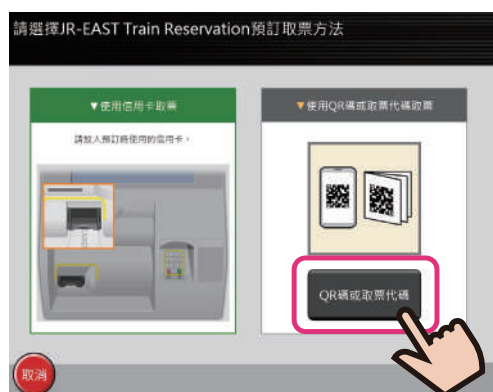 請選擇JR-EAST Train Reservation預訂取票方法
▼使用信用卡取票
請放入預訂時使用的信用卡。
▼使用QR碼或取票代碼取票
QR碼或取票代碼
取消